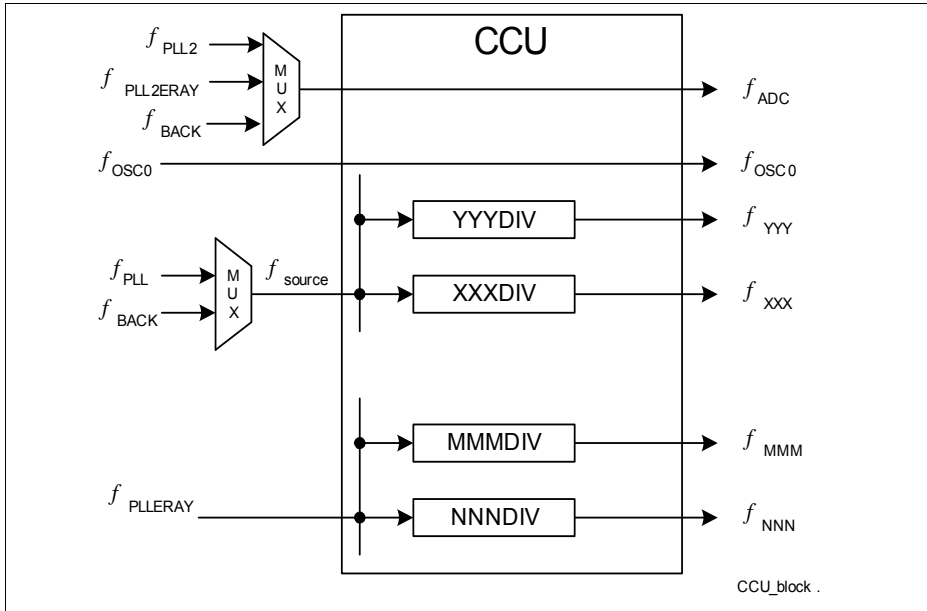 CCU
f PLL2
f PLL2ERAY
f BACK
M
U
X
f ADC
f OSC0
f OSC0
YYYDIV
f YYY
f PLL
f BACK
M
U
X
f source
XXXDIV
f XXX
MMMDIV
f MMM
f PLLERAY
NNNDIV
f NNN
CCU_block .